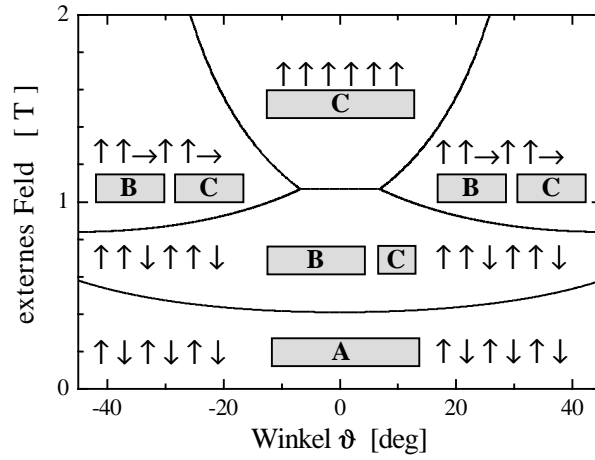 2
↑↑↑↑↑↑
C
↑↑→↑↑→
↑↑→↑↑→
B C
B C
1
↑↑↓↑↑↓
B C
↑↑↓↑↑↓
↑↓↑↓↑↓
A
↑↓↑↓↑↓
0
-40 -20 0 20 40
Winkel ϑ [deg]
externes Feld [ T ]